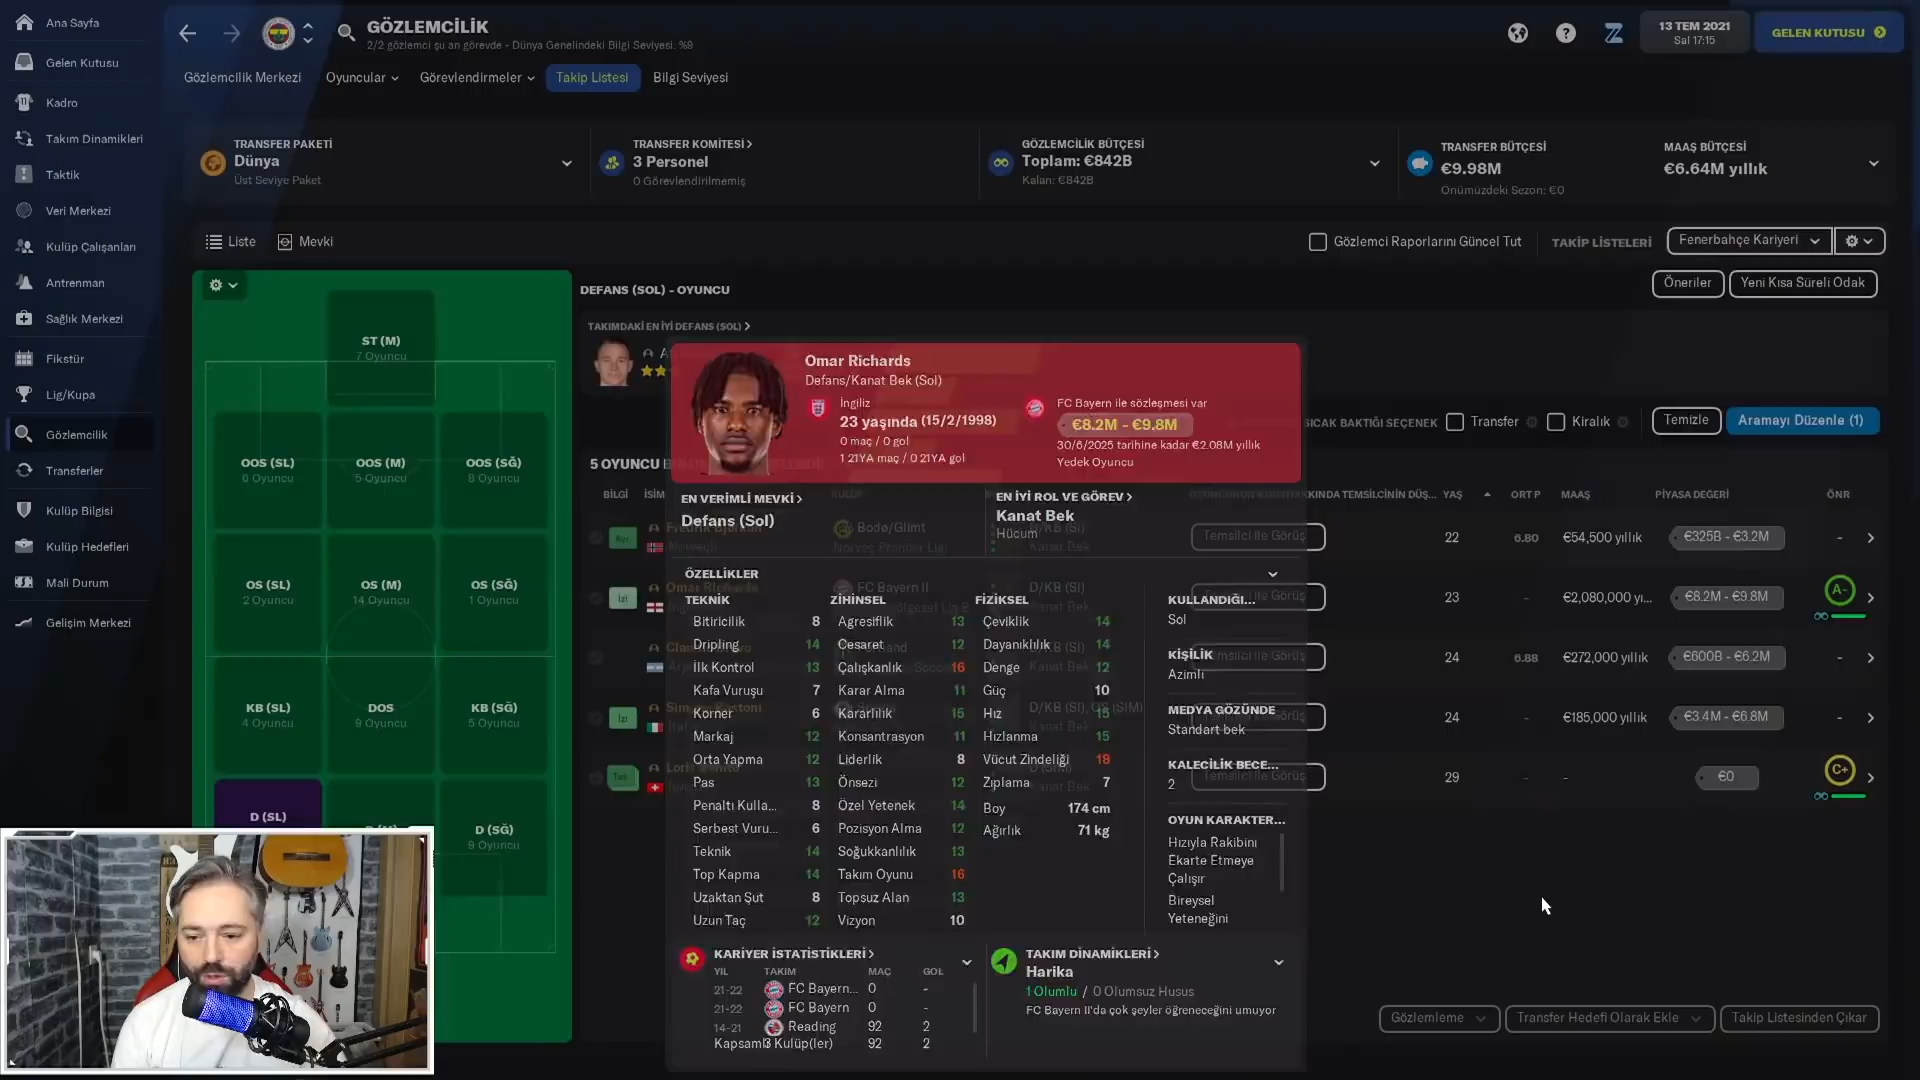 Ana Sayfa
Gelen Kutusu
Kadro
Takım Dinamikleri
Taktik
Veri Merkezi
Kulüp Çalışanları
Antrenman
Sağlık Merkezi
Fikstür
Lig/Kupa
Gözlemcilik
Transferler
Kulüp Bilgisi
Kulüp Hedefleri
Mali Durum
Gelişim Merkezi
GÖZLEMCİLİK
2/2 gözlemci şu an görevde - Dünya Genelindeki Bilgi Seviyesi: %9
13 TEM 2021
Sal 17:15
GELEN KUTUSU
Gözlemcilik Merkezi
Oyuncular
Görevlendirmeler
Takip Listesi
Bilgi Seviyesi
TRANSFER PAKETİ
Dünya
Üst Seviye Paket
TRANSFER KOMİTESİ
3 Personel
0 Görevlendirilmemiş
GÖZLEMCİLİK BÜTÇESİ
Toplam: €842B
Kalan: €842B
TRANSFER BÜTÇESİ
€9.98M
Önümüzdeki Sezon: €0
MAAŞ BÜTÇESİ
€6.64M yıllık
Liste
Mevki
Gözlemci Raporlarını Güncel Tut
TAKİP LİSTELERİ
Fenerbahçe Kariyeri
DEFANS (SOL) - OYUNCU
Öneriler
Yeni Kısa Süreli Odak
TAKIMDAKİ EN İYİ DEFANS (SOL)
ST (M)
7 Oyuncu
OOS (SL)
6 Oyuncu
OOS (M)
5 Oyuncu
OOS (SĞ)
8 Oyuncu
OS (SL)
2 Oyuncu
OS (M)
14 Oyuncu
OS (SĞ)
1 Oyuncu
KB (SL)
4 Oyuncu
DOS
9 Oyuncu
KB (SĞ)
5 Oyuncu
D (SL)
D (SĞ)
9 Oyuncu
SICAK BAKTIĞI SEÇENEK
Transfer
Kiralık
Temizle
Aramayı Düzenle (1)
5 OYUNCU
BİLGİ
İSİM
YAŞ
ORT P
MAAŞ
PİYASA DEĞERİ
ÖNR
Bodø/Glimt
Temsilci ile Görüş
22
6.80
€54,500 yıllık
€325B - €3.2M
FC Bayern II
D/KB (Sl)
23
-
€2,080,000 yı...
€8.2M - €9.8M
A-
24
6.88
€272,000 yıllık
€600B - €6.2M
-
24
-
€185,000 yıllık
€3.4M - €6.8M
-
29
-
-
€0
C+
Omar Richards
Defans/Kanat Bek (Sol)
İngiliz
23 yaşında (15/2/1998)
0 maç / 0 gol
1 21YA maç / 0 21YA gol
FC Bayern ile sözleşmesi var
€8.2M - €9.8M
30/6/2025 tarihine kadar €2.08M yıllık
Yedek Oyuncu
EN VERİMLİ MEVKİ
Defans (Sol)
EN İYİ ROL VE GÖREV
Kanat Bek
Hücum
ÖZELLİKLER
TEKNİK
Bitiricilik 8
Dripling 14
İlk Kontrol 13
Kafa Vuruşu 7
Korner 6
Markaj 12
Orta Yapma 12
Pas 13
Penaltı Kulla... 8
Serbest Vuru... 6
Teknik 14
Top Kapma 14
Uzaktan Şut 8
Uzun Taç 12
ZİHİNSEL
Agresiflik 13
Cesaret 12
Çalışkanlık 16
Karar Alma 11
Kararlılık 15
Konsantrasyon 11
Liderlik 8
Önsezi 12
Özel Yetenek 14
Pozisyon Alma 12
Soğukkanlılık 13
Takım Oyunu 16
Topsuz Alan 13
Vizyon 10
FİZİKSEL
Çeviklik 14
Dayanıklılık 14
Denge 12
Güç 10
Hız 15
Hızlanma 15
Vücut Zindeliği 18
Zıplama 7
Boy 174 cm
Ağırlık 71 kg
KULLANDIĞI...
Sol
KİŞİLİK
Azimli
MEDYA GÖZÜNDE
Standart bek
KALECİLİK BECE...
2
OYUN KARAKTER...
Hızıyla Rakibini
Ekarte Etmeye
Çalışır
Bireysel
Yeteneğini
KARİYER İSTATİSTİKLERİ
YIL TAKIM MAÇ GOL
21-22 FC Bayern... 0 -
21-22 FC Bayern 0 -
14-21 Reading 92 2
3 Kulüp(ler) 92 2
TAKIM DİNAMİKLERİ
Harika
1 Olumlu / 0 Olumsuz Husus
FC Bayern II'da çok şeyler öğreneceğini umuyor
Gözlemleme
Transfer Hedefi Olarak Ekle
Takip Listesinden Çıkar